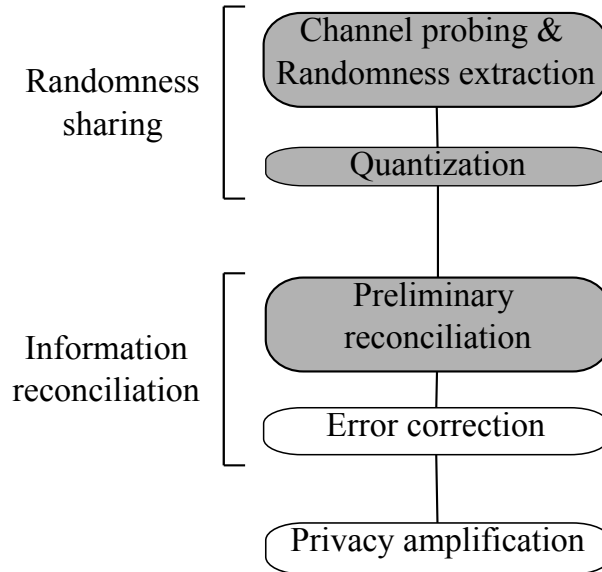 Randomness
sharing
Channel probing &
Randomness extraction
Quantization
Information
reconciliation
Preliminary
reconciliation
Error correction
Privacy amplification